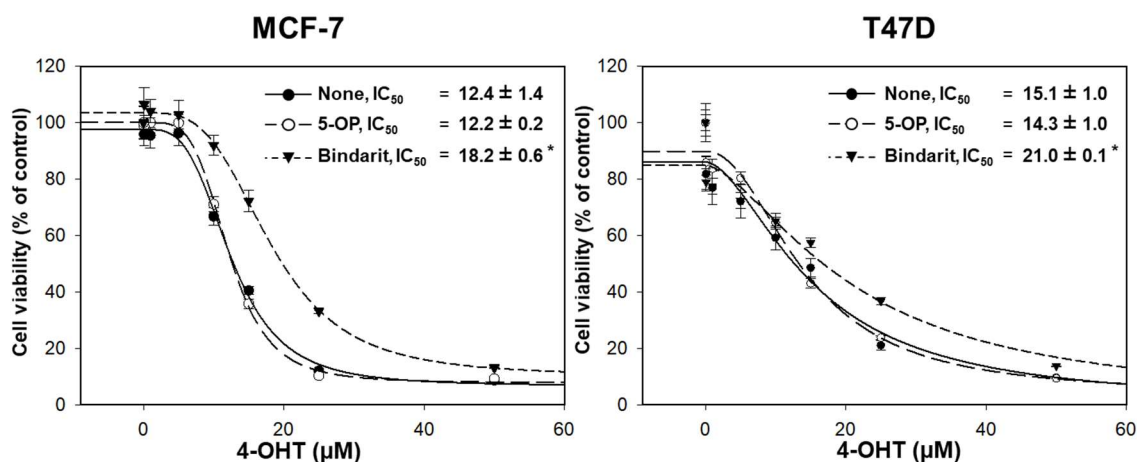 MCF-7
120
100
80
60
40
20
0
Cell viability (% of control)
None, IC50 = 12.4 ± 1.4
5-OP, IC50 = 12.2 ± 0.2
Bindarit, IC50 = 18.2 ± 0.6 *
0 20 40 60
4-OHT (µM)
T47D
120
100
80
60
40
20
0
Cell viability (% of control)
None, IC50 = 15.1 ± 1.0
5-OP, IC50 = 14.3 ± 1.0
Bindarit, IC50 = 21.0 ± 0.1 *
0 20 40 60
4-OHT (µM)